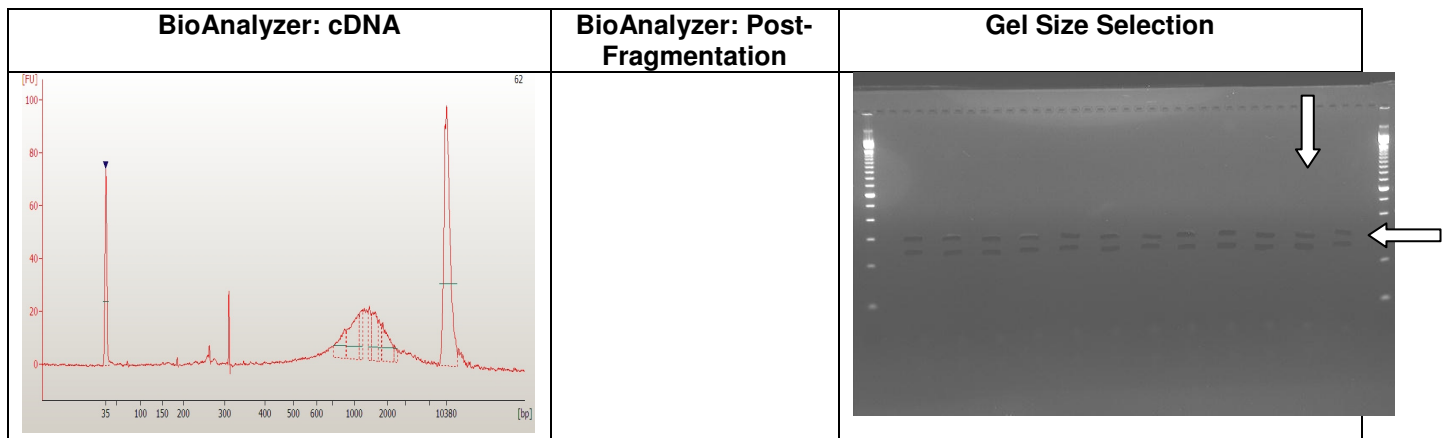 BioAnalyzer: cDNA
BioAnalyzer: Post-
Fragmentation
Gel Size Selection
[FU]
62
100
80
60
40
20
0
35 100 150 200 300 400 500 600 1000 2000 10380 [bp]